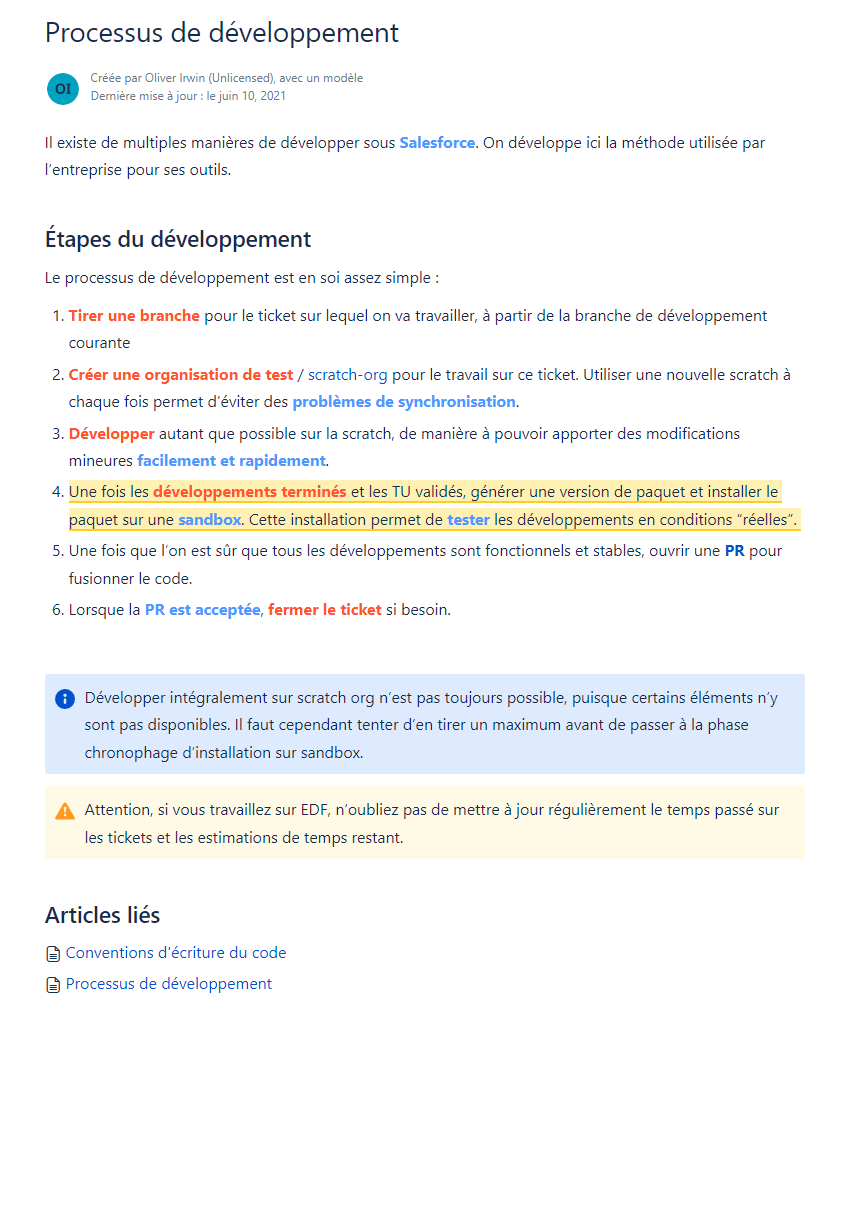 Processus de développement
OI
Créée par Oliver Irwin (Unlicensed), avec un modèle
Dernière mise à jour : le juin 10, 2021
Il existe de multiples manières de développer sous Salesforce. On développe ici la méthode utilisée par
l’entreprise pour ses outils.
Étapes du développement
Le processus de développement est en soi assez simple :
1. Tirer une branche pour le ticket sur lequel on va travailler, à partir de la branche de développement
courante
2. Créer une organisation de test / scratch-org pour le travail sur ce ticket. Utiliser une nouvelle scratch à
chaque fois permet d'éviter des problèmes de synchronisation.
3. Développer autant que possible sur la scratch, de manière à pouvoir apporter des modifications
mineures facilement et rapidement.
4. Une fois les développements terminés et les TU validés, générer une version de paquet et installer le
paquet sur une sandbox. Cette installation permet de tester les développements en conditions “réelles”.
5. Une fois que l’on est sûr que tous les développements sont fonctionnels et stables, ouvrir une PR pour
fusionner le code.
6. Lorsque la PR est acceptée, fermer le ticket si besoin.
Développer intégralement sur scratch org n’est pas toujours possible, puisque certains éléments n’y
sont pas disponibles. Il faut cependant tenter d’en tirer un maximum avant de passer à la phase
chronophage d’installation sur sandbox.
Attention, si vous travaillez sur EDF, n’oubliez pas de mettre à jour régulièrement le temps passé sur
les tickets et les estimations de temps restant.
Articles liés
Conventions d'écriture du code
Processus de développement